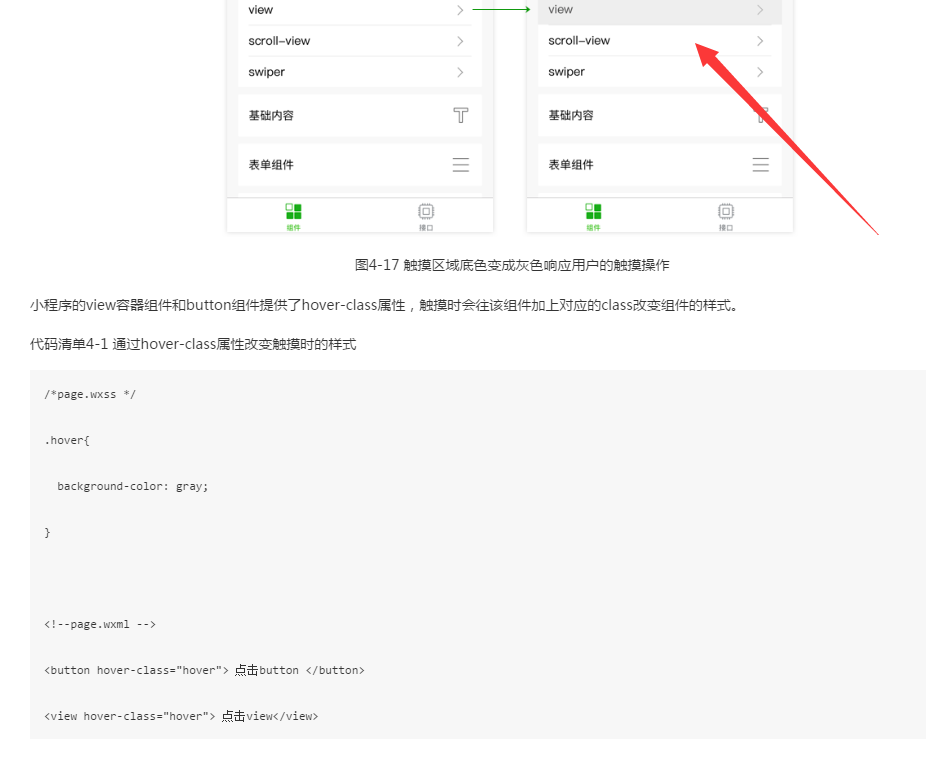 view
view
scroll-view
scroll-view
swiper
swiper
基础内容
基础内容
表单组件
表单组件
组件
接口
组件
接口
图4-17 触摸区域底色变成灰色响应用户的触摸操作
小程序的view容器组件和button组件提供了hover-class属性，触摸时会往该组件加上对应的class改变组件的样式。
代码清单4-1 通过hover-class属性改变触摸时的样式
/*page.wxss */
.hover{
  background-color: gray;
}
<!--page.wxml -->
<button hover-class="hover"> 点击button </button>
<view hover-class="hover"> 点击view</view>